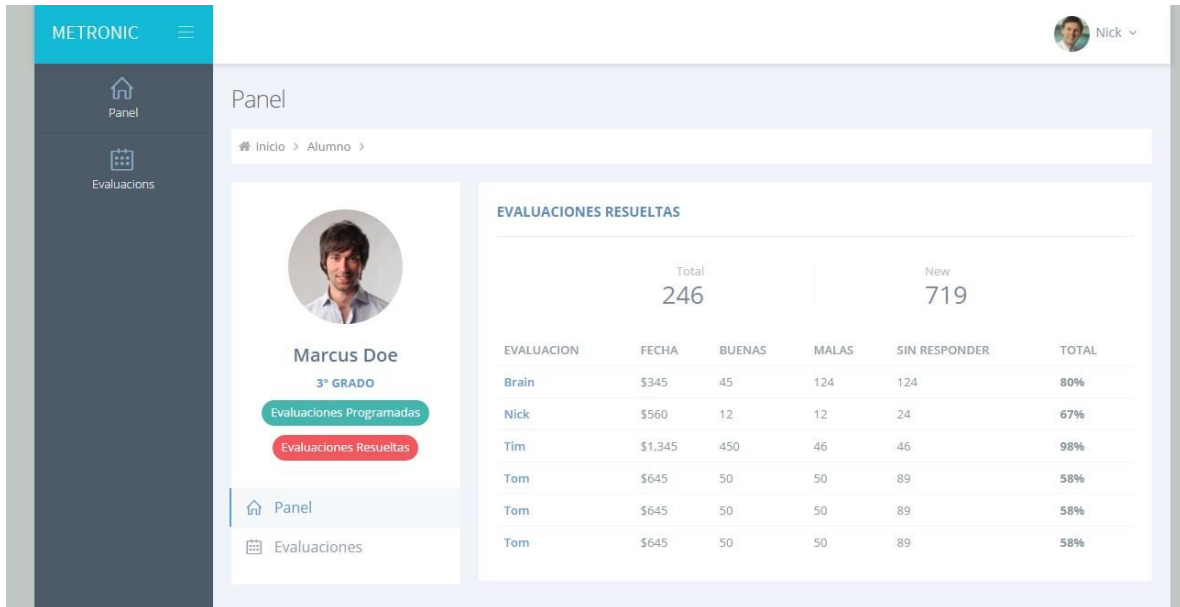 METRONIC
Nick
Panel
Evaluacions
Panel
Inicio > Alumno >
Marcus Doe
3º GRADO
Evaluaciones Programadas
Evaluaciones Resueltas
Panel
Evaluaciones
EVALUACIONES RESUELTAS
Total New
246 719
EVALUACION FECHA BUENAS MALAS SIN RESPONDER TOTAL
Brain $345 45 124 124 80%
Nick $560 12 12 24 67%
Tim $1,345 450 46 46 98%
Tom $645 50 50 89 58%
Tom $645 50 50 89 58%
Tom $645 50 50 89 58%